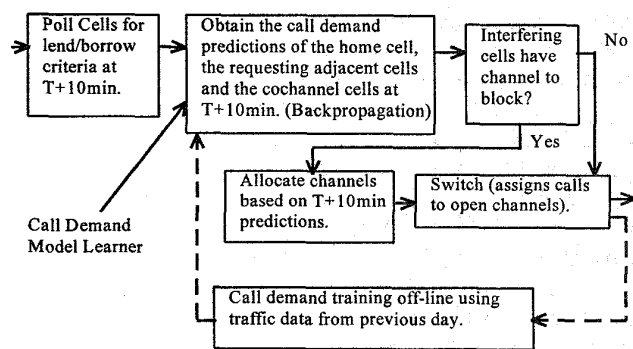 Poll Cells for
lend/borrow
criteria at
T+10min.
Obtain the call demand
predictions of the home cell,
the requesting adjacent cells
and the cochannel cells at
T+10min. (Backpropagation)
Interfering
cells have
channel to
block?
No
Yes
Allocate channels
based on T+10min
predictions.
Switch (assigns calls
to open channels).
Call Demand
Model Learner
Call demand training off-line using
traffic data from previous day.